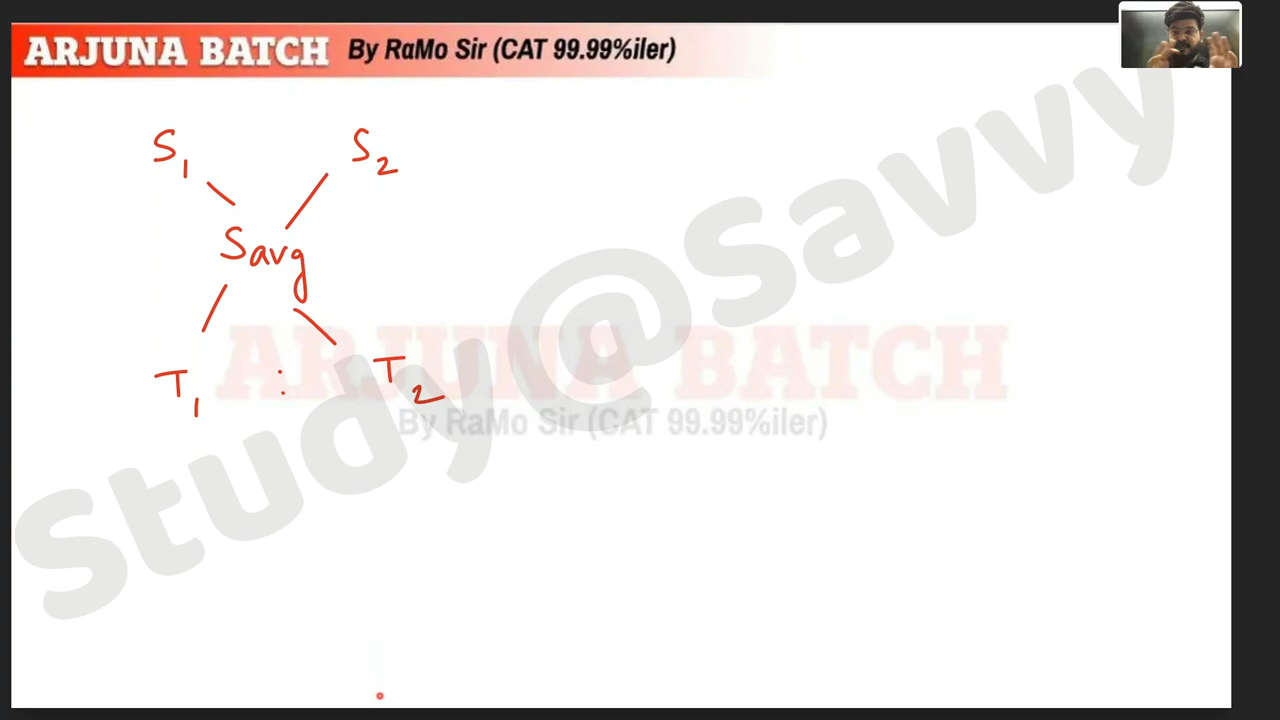 ARJUNA BATCH By RaMo Sir (CAT 99.99%iler)
S1 S2
Savg
T1 : T2
ARJUNA BATCH
By RaMo Sir (CAT 99.99%iler)
Study@Savvy